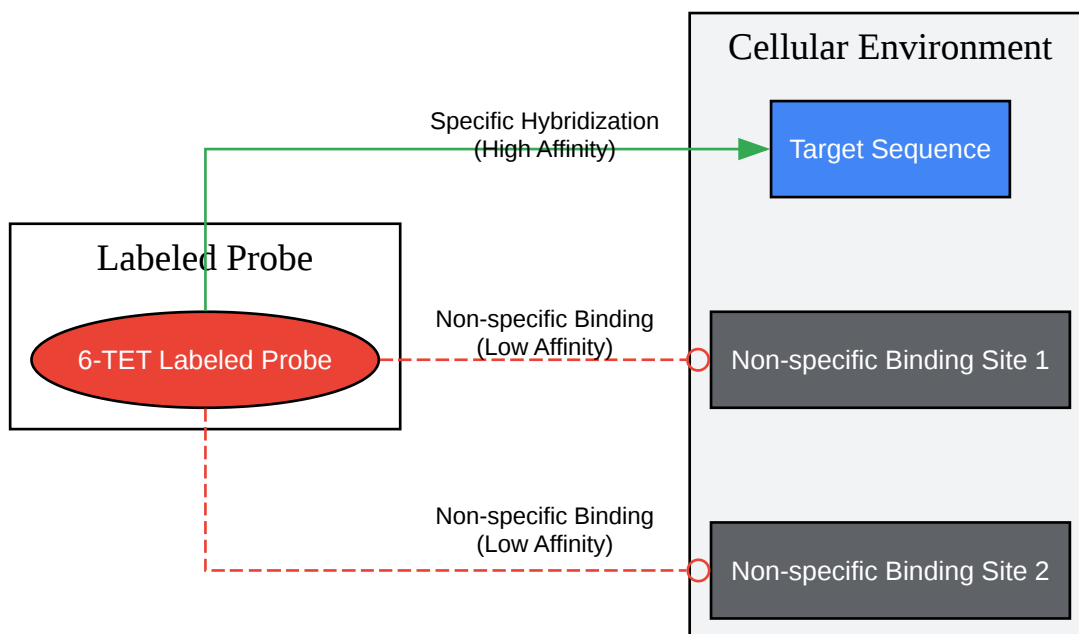 Cellular Environment
Specific Hybridization
(High Affinity)
Target Sequence
Labeled Probe
6-TET Labeled Probe
Non-specific Binding
(Low Affinity)
Non-specific Binding Site 1
Non-specific Binding
(Low Affinity)
Non-specific Binding Site 2